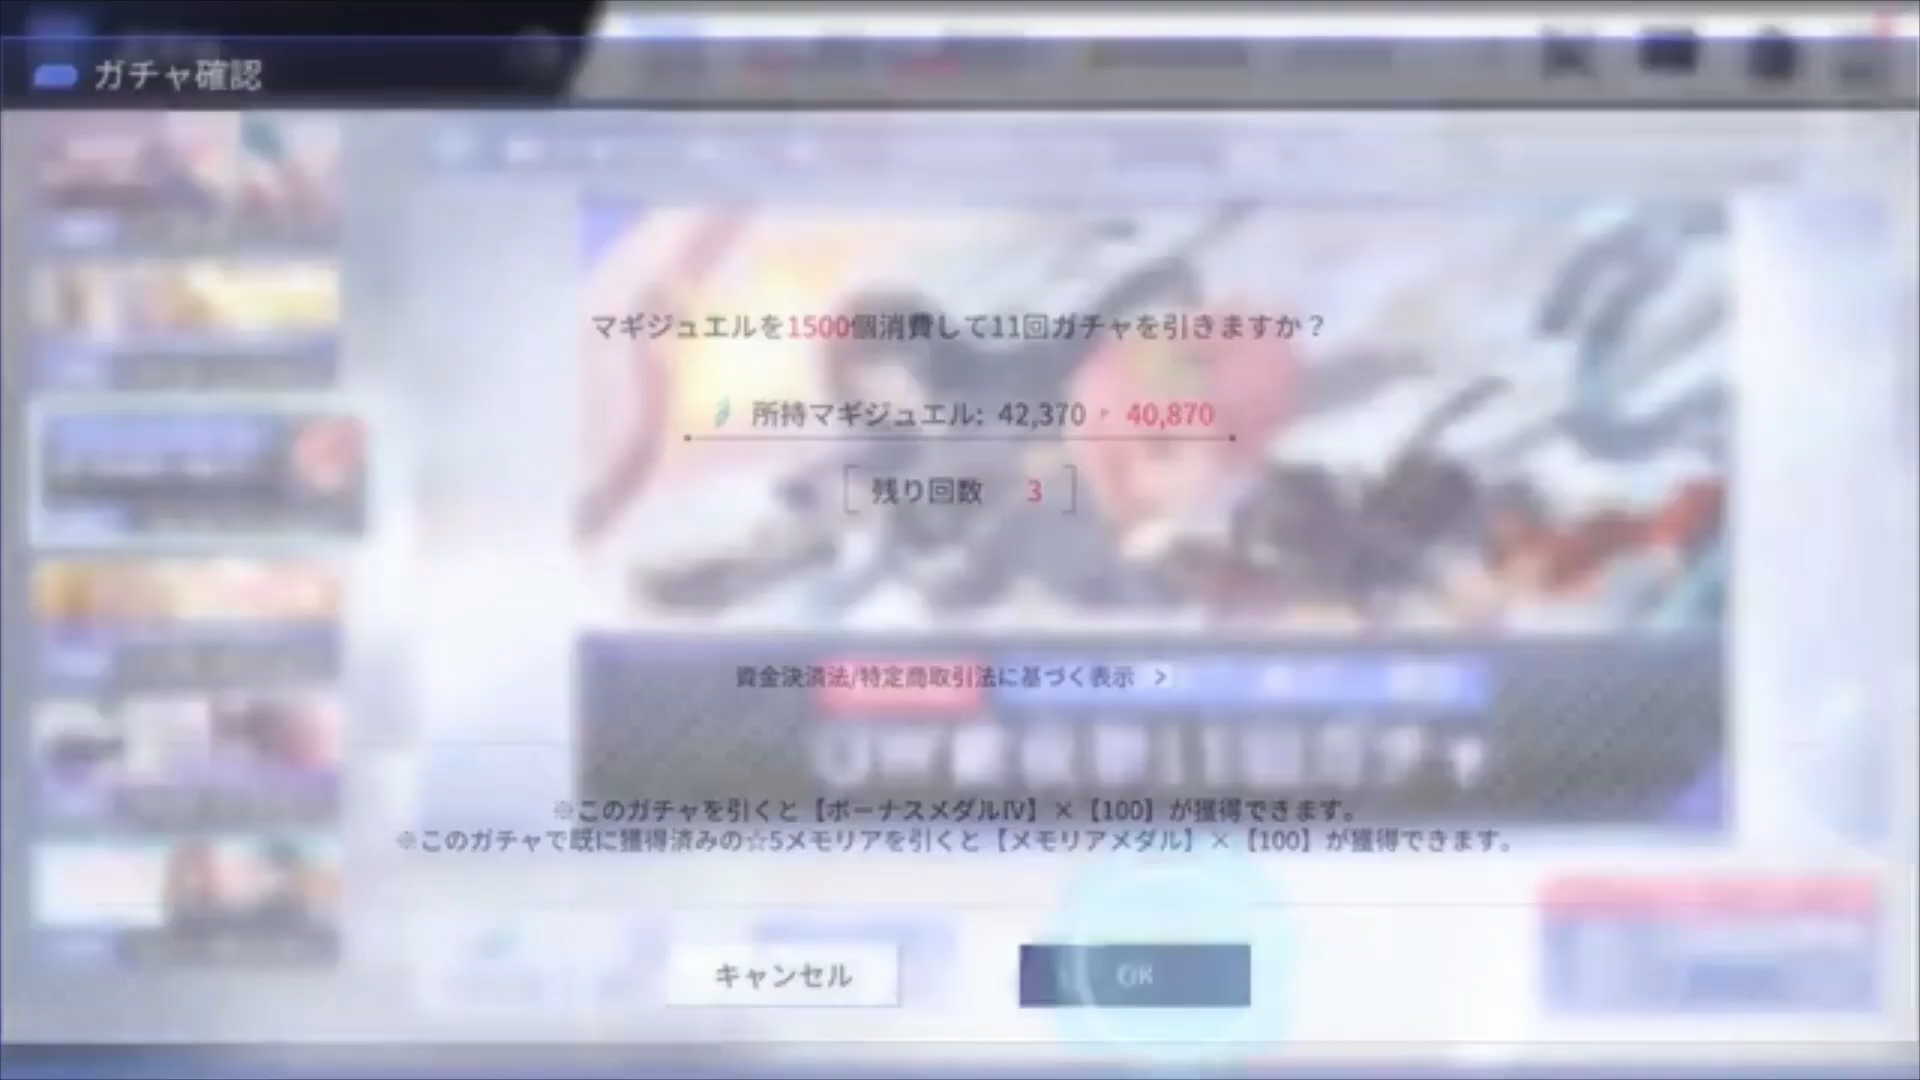 ガチャ確認
マギジュエルを1500個消費して11回ガチャを引きますか？
所持マギジュエル: 42,370 ▸ 40,870
残り回数 3
資金決済法/特定商取引法に基づく表示 >
※このガチャを引くと【ボーナスメダルⅣ】×【100】が獲得できます。
※このガチャで既に獲得済みの☆5メモリアを引くと【メモリアメダル】×【100】が獲得できます。
キャンセル
OK